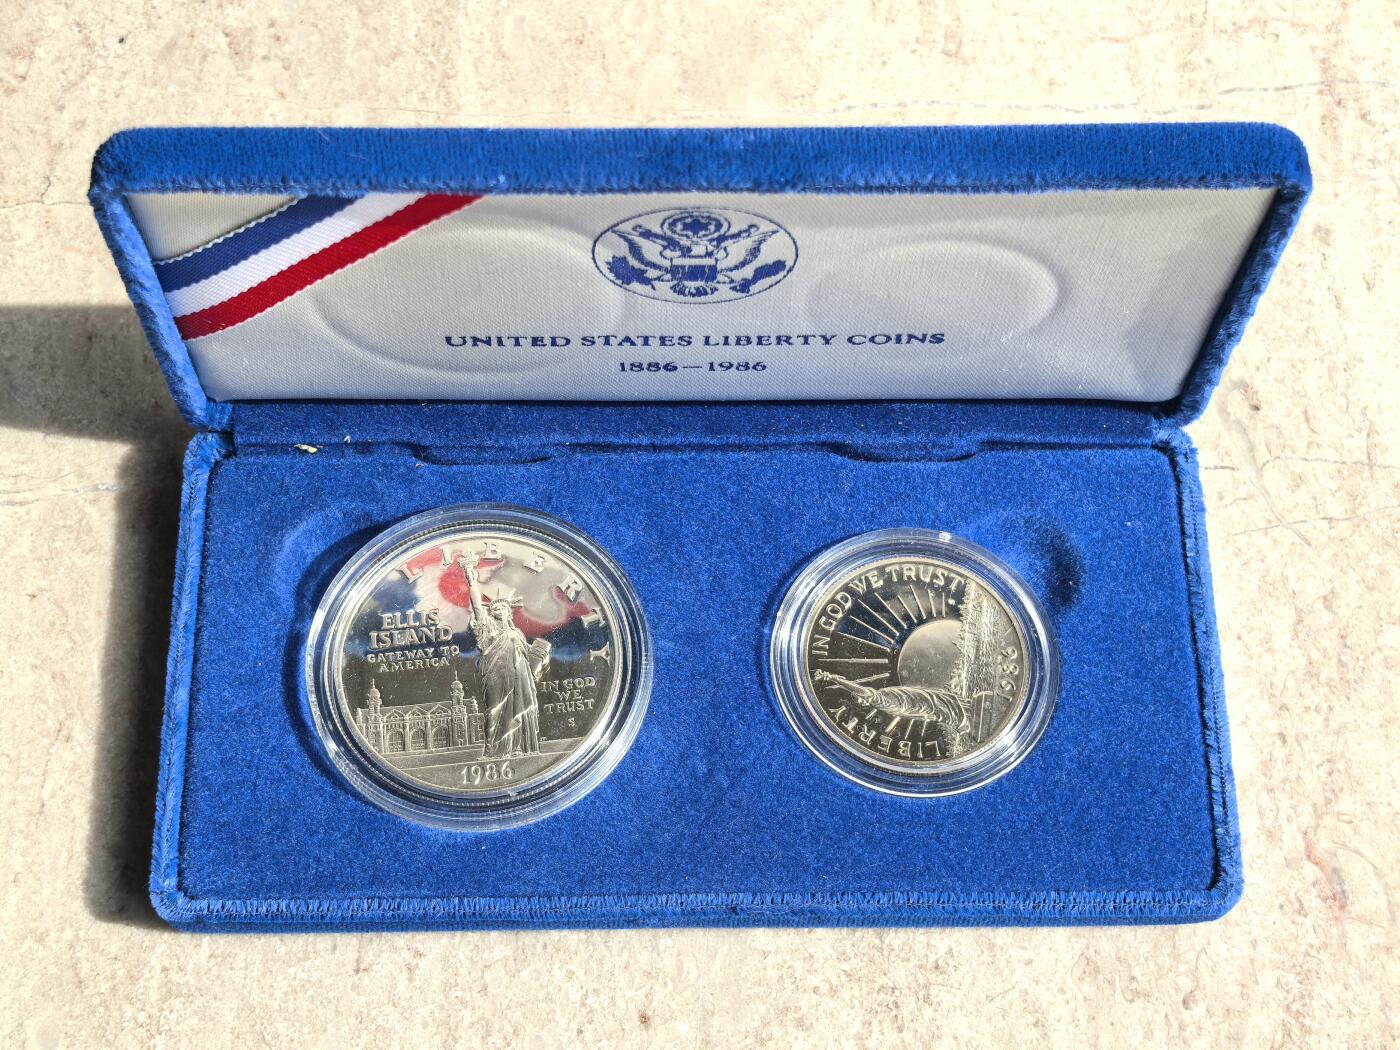 UNITED STATES LIBERTY COINS
1886–1986
LIBERTY
ELLIS
ISLAND
GATEWAY TO
AMERICA
IN GOD
WE
TRUST
S
1986
IN GOD WE TRUST
1986
LIBERTY